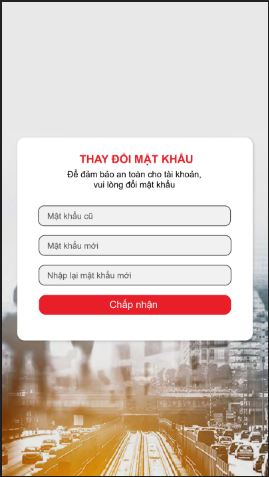 THAY ĐỔI MẬT KHẨU
Để đảm bảo an toàn cho tài khoản,
vui lòng đổi mật khẩu
Mật khẩu cũ
Mật khẩu mới
Nhập lại mật khẩu mới
Chấp nhận